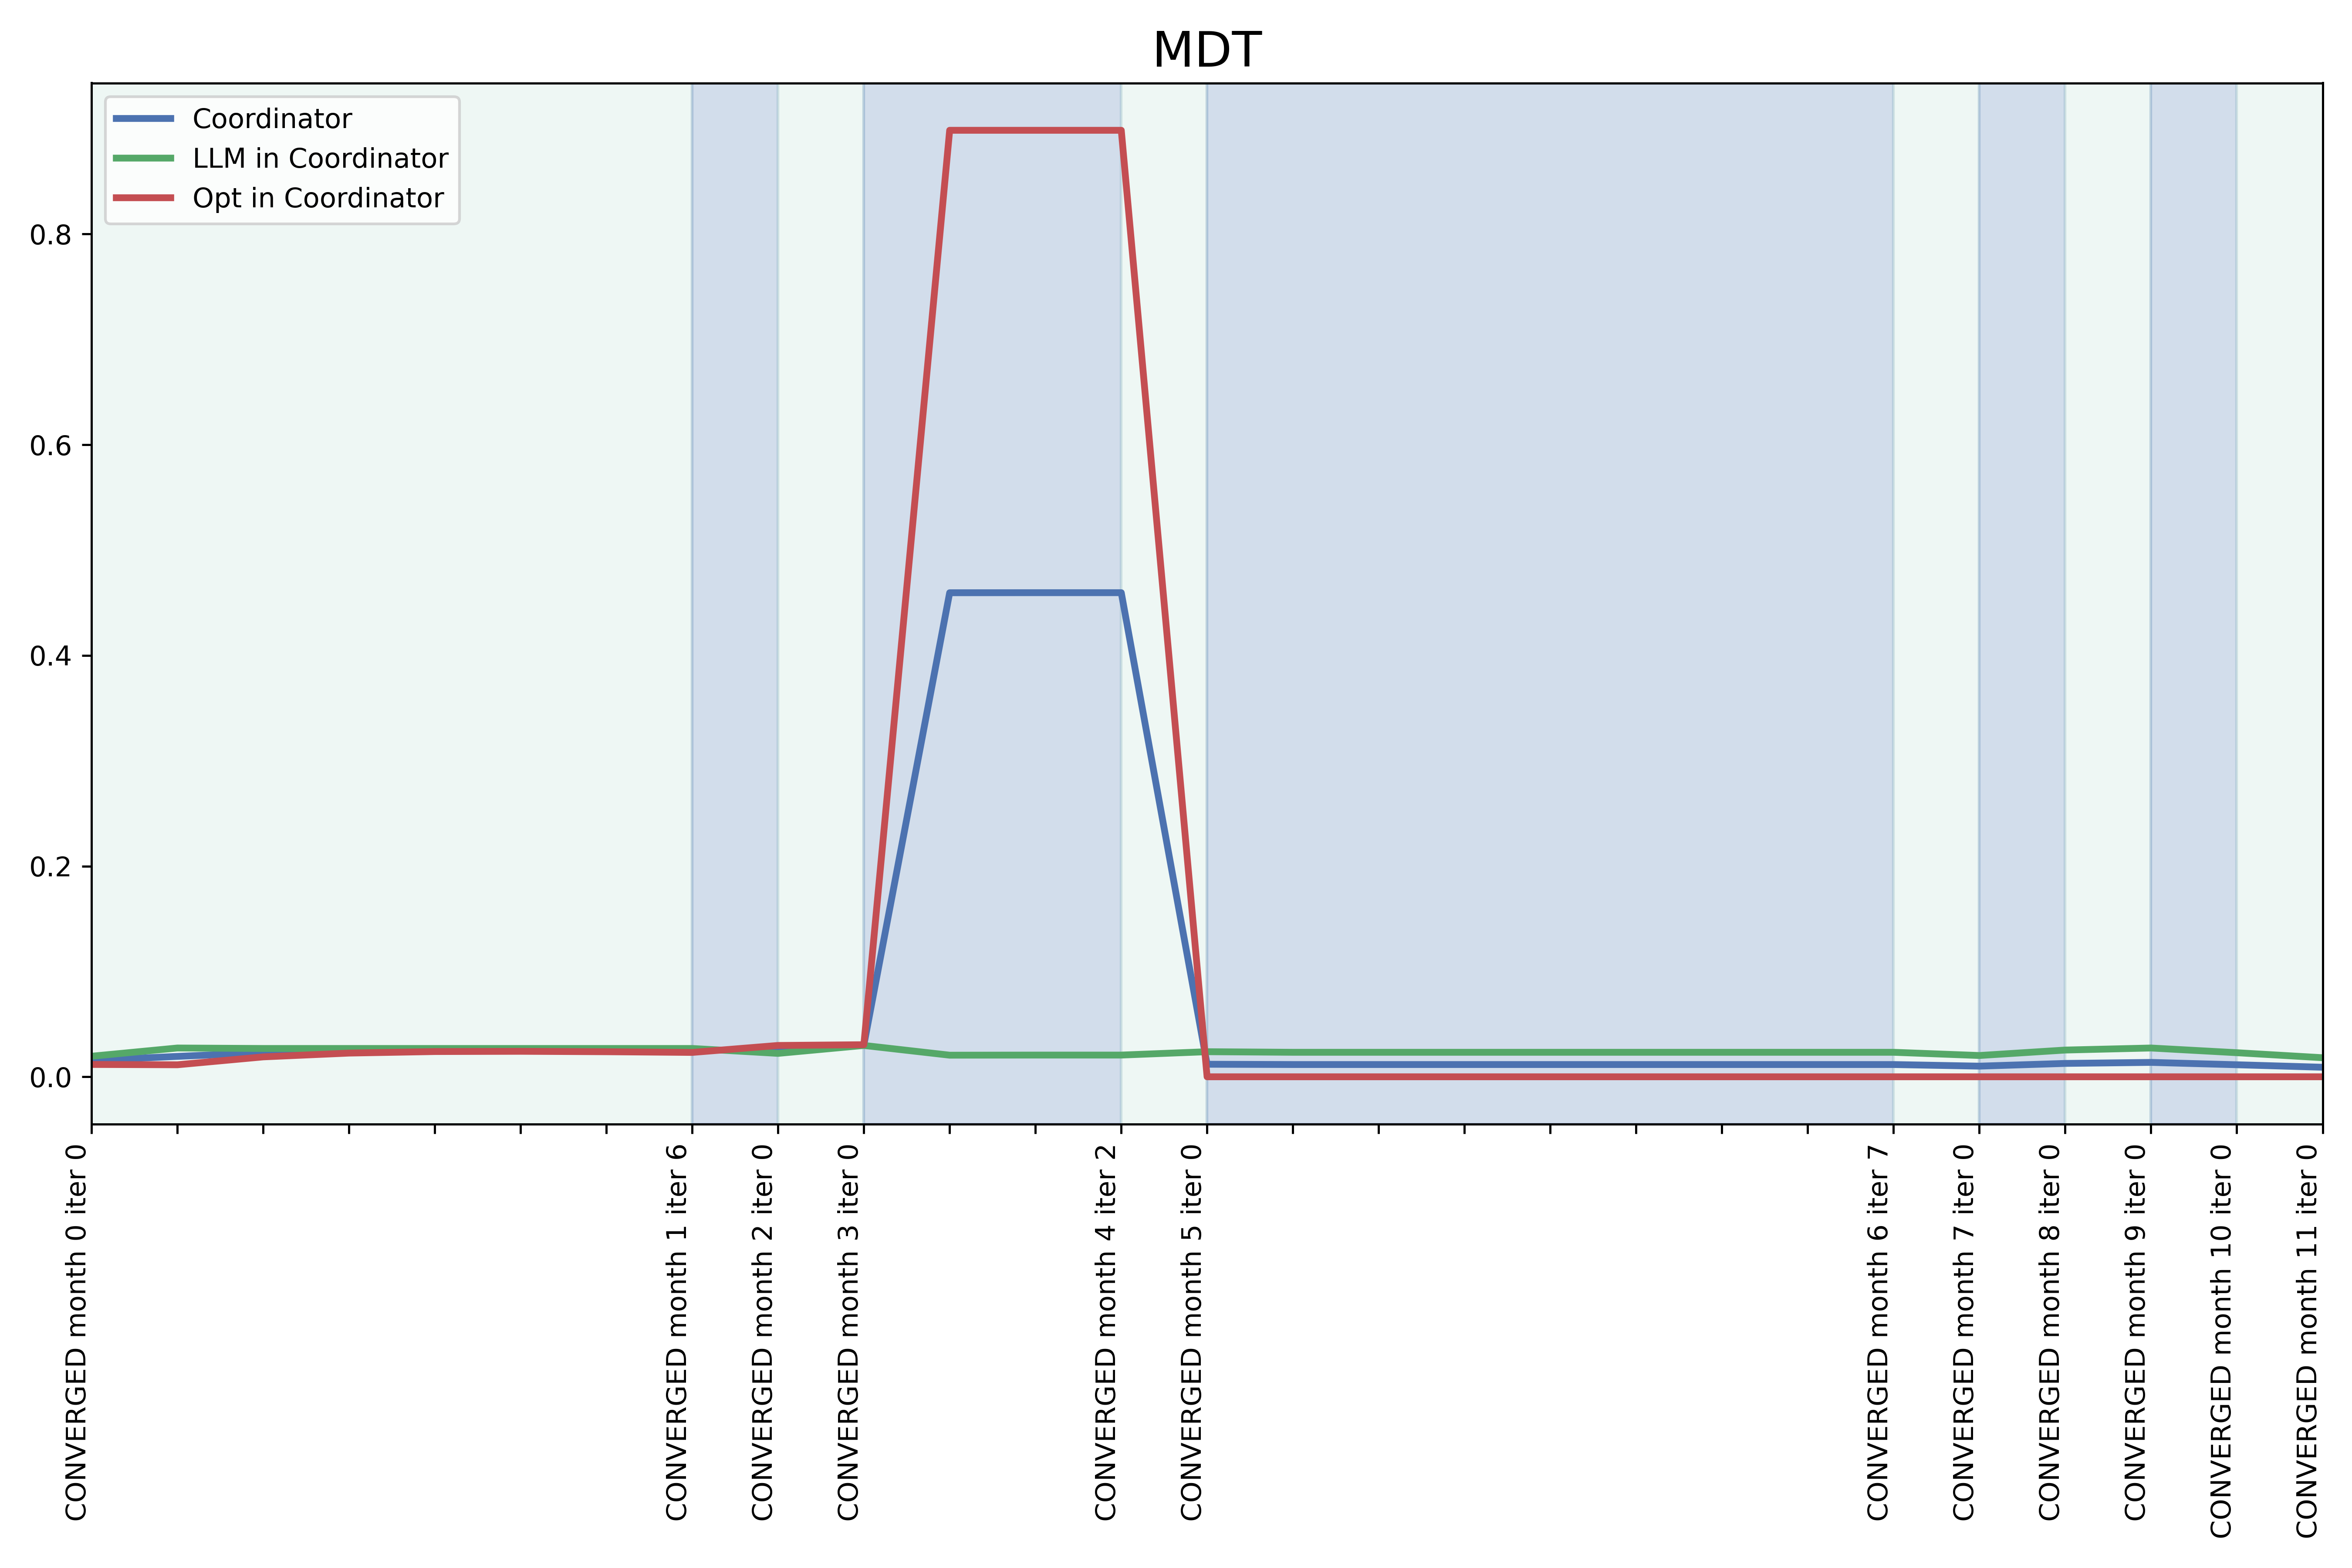 MDT
Coordinator
LLM in Coordinator
Opt in Coordinator
0.8
0.6
0.4
0.2
0.0
CONVERGED month 0 iter 0
CONVERGED month 1 iter 6
CONVERGED month 2 iter 0
CONVERGED month 3 iter 0
CONVERGED month 4 iter 2
CONVERGED month 5 iter 0
CONVERGED month 6 iter 7
CONVERGED month 7 iter 0
CONVERGED month 8 iter 0
CONVERGED month 9 iter 0
CONVERGED month 10 iter 0
CONVERGED month 11 iter 0